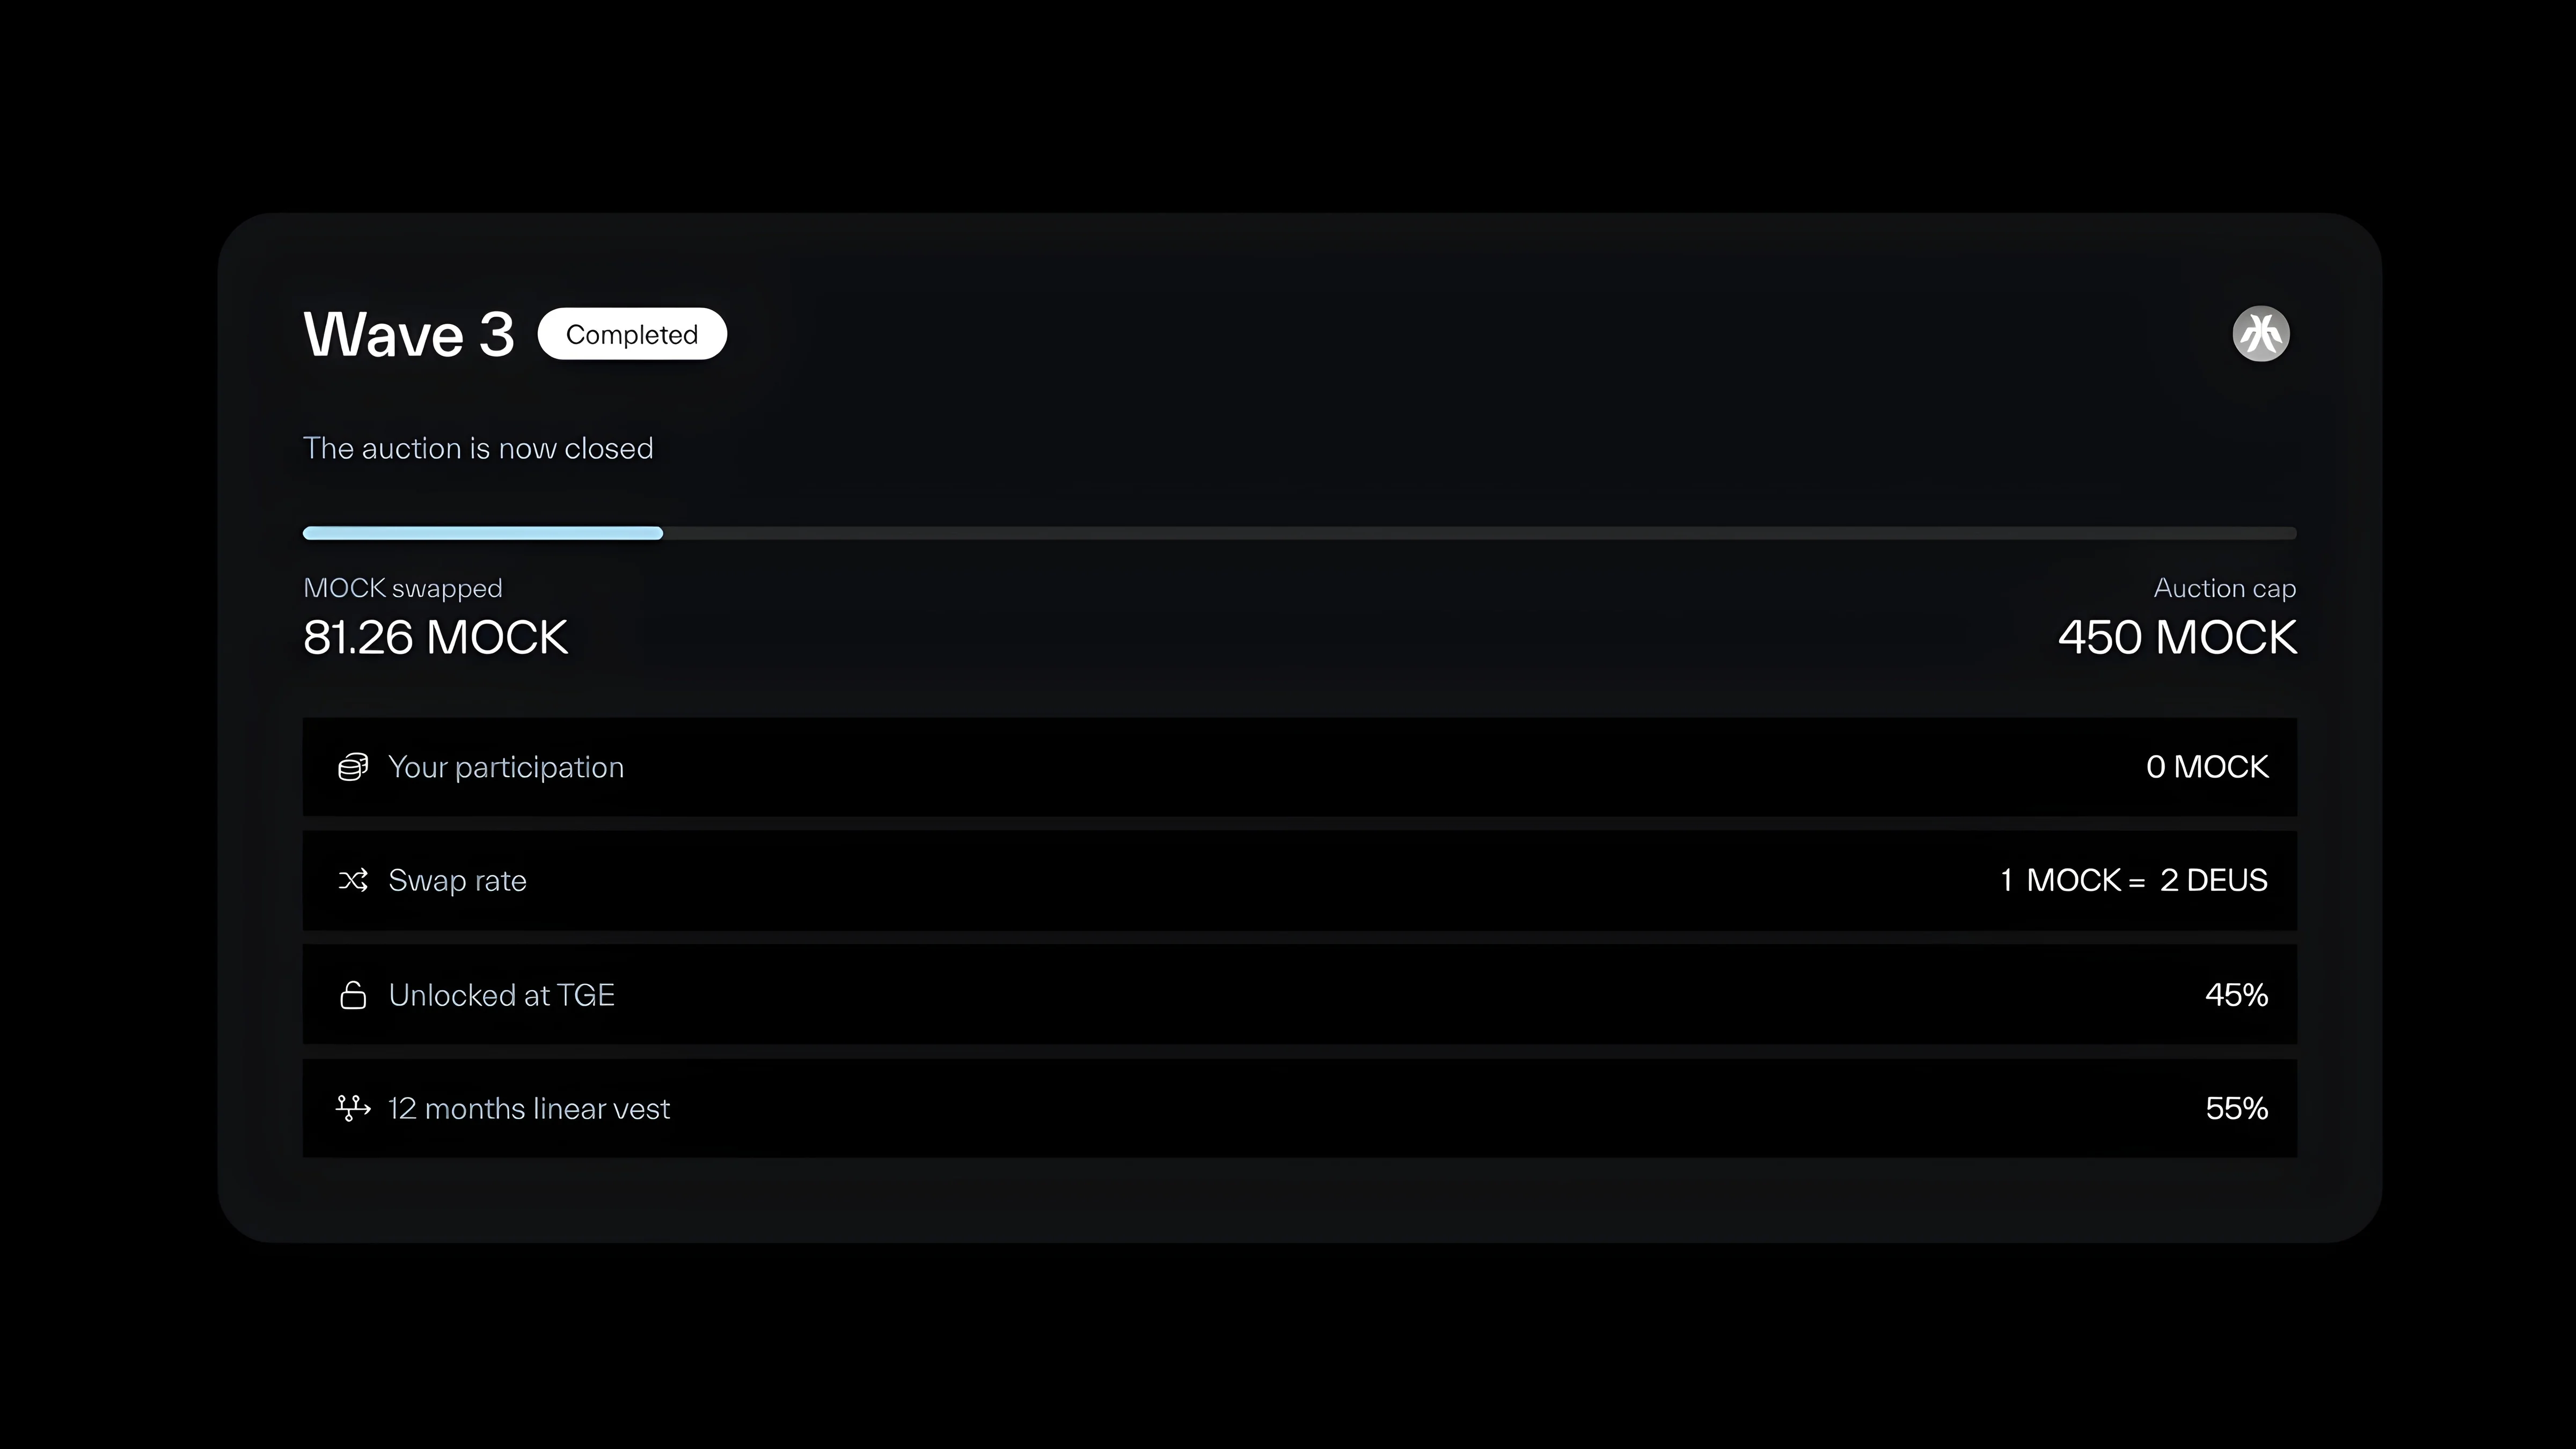 Wave 3 Completed
The auction is now closed
MOCK swapped Auction cap
81.26 MOCK 450 MOCK
Your participation 0 MOCK
Swap rate 1 MOCK = 2 DEUS
Unlocked at TGE 45%
12 months linear vest 55%